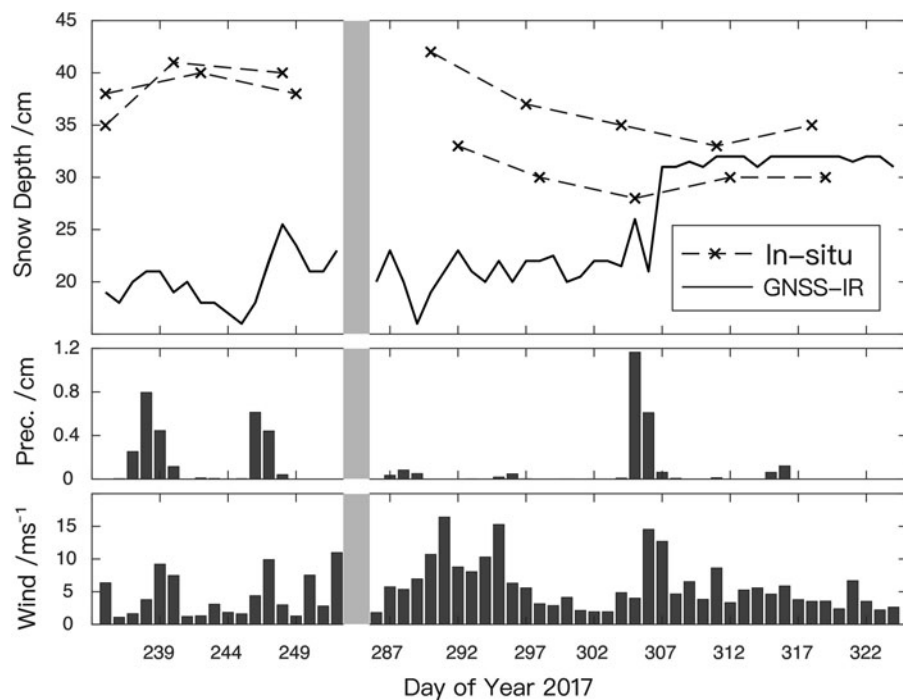 45
40
35
30
25
20
Snow Depth /cm
In-situ
GNSS-IR
1.2
0.8
0.4
0
Prec. /cm
15
10
5
0
Wind /ms⁻¹
239 244 249 287 292 297 302 307 312 317 322
Day of Year 2017